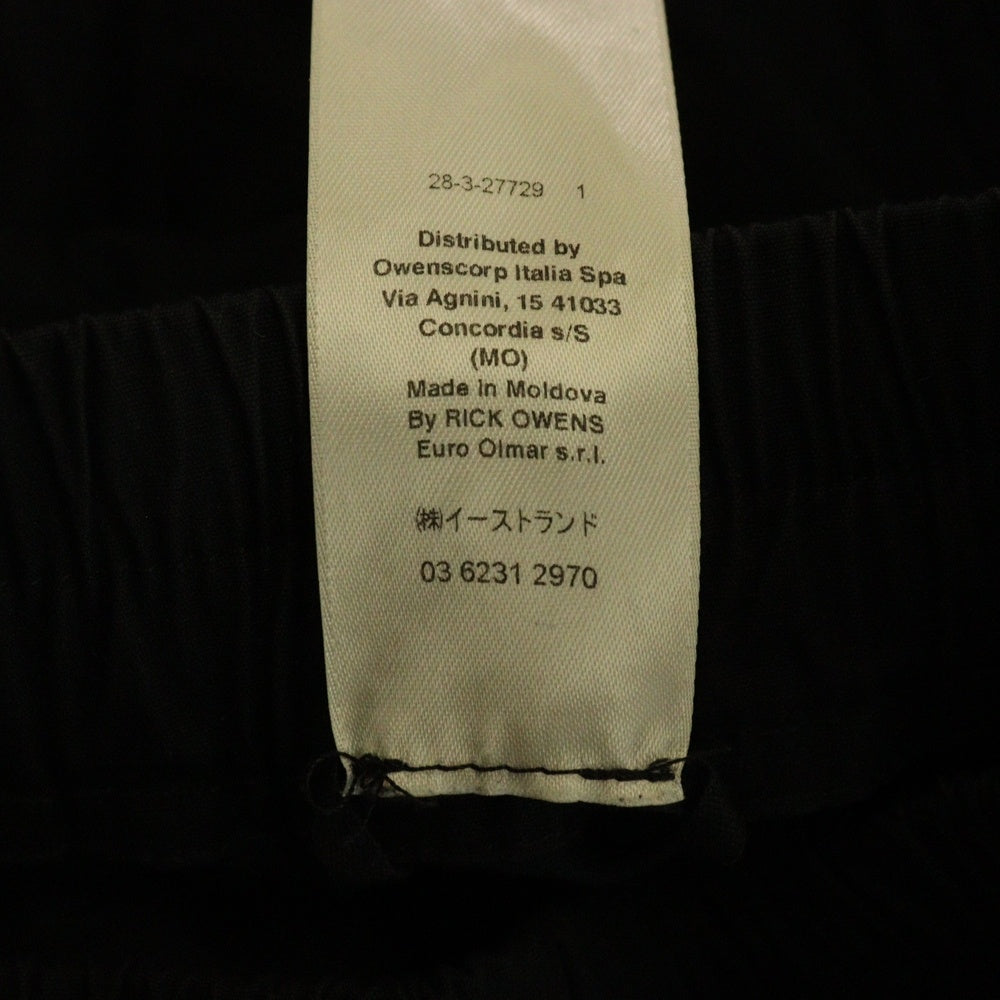 28-3-27729 1
Distributed by
Owenscorp Italia Spa
Via Agnini, 15 41033
Concordia s/S
(MO)
Made in Moldova
By RICK OWENS
Euro Olmar s.r.l.
㈱イーストランド
03 6231 2970